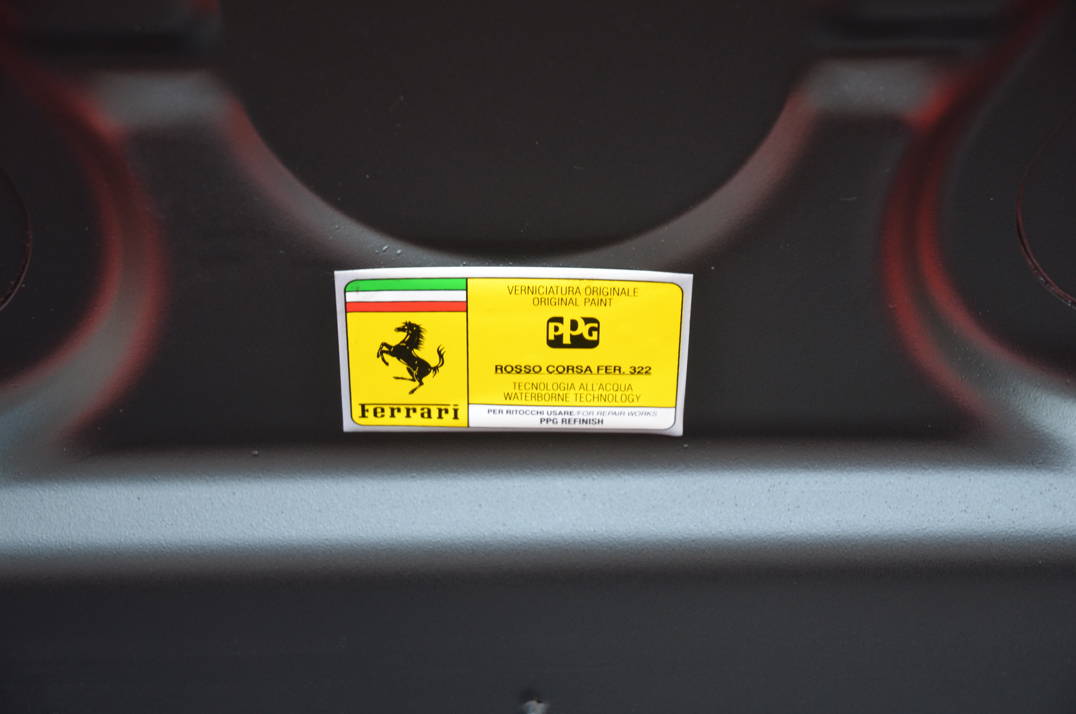 Ferrari
VERNICIATURA ORIGINALE
ORIGINAL PAINT
PPG
ROSSO CORSA FER. 322
TECNOLOGIA ALL'ACQUA
WATERBORNE TECHNOLOGY
PER RITOCCHI USARE/FOR REPAIR WORKS
PPG REFINISH